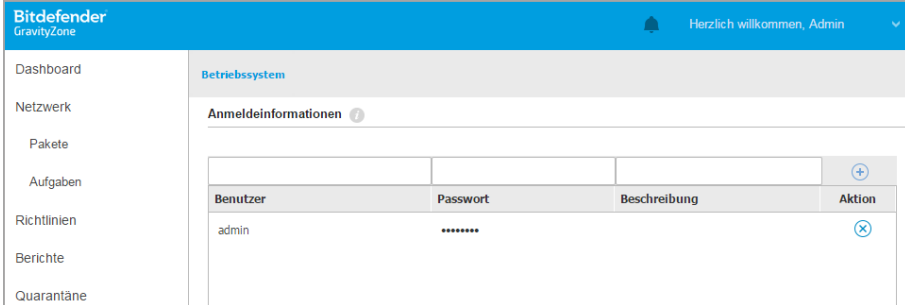 Bitdefender
GravityZone
Herzlich willkommen, Admin
Dashboard
Netzwerk
Pakete
Aufgaben
Richtlinien
Berichte
Quarantäne
Betriebssystem
Anmeldeinformationen
Benutzer Passwort Beschreibung Aktion
admin ••••••••